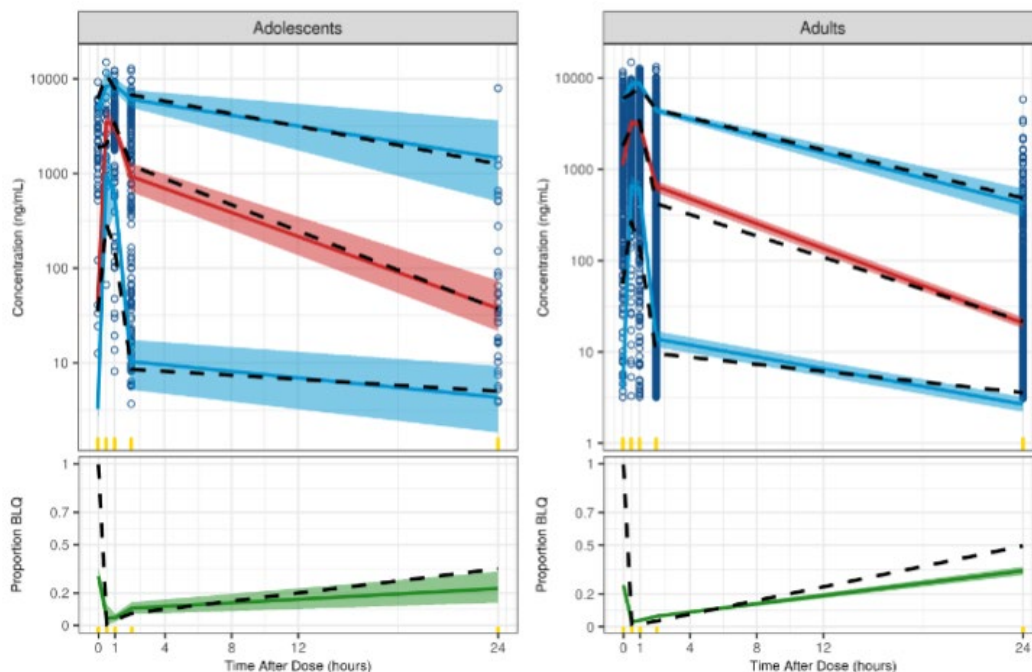 Adolescents
Adults
Concentration (ng/mL)
10000
1000
100
10
Concentration (ng/mL)
10000
1000
100
10
1
Proportion BLQ
1
0.7
0.5
0.2
0
Proportion BLQ
1
0.7
0.5
0.2
0
0 1 4 8 12 24
0 1 4 8 12 24
Time After Dose (hours)
Time After Dose (hours)